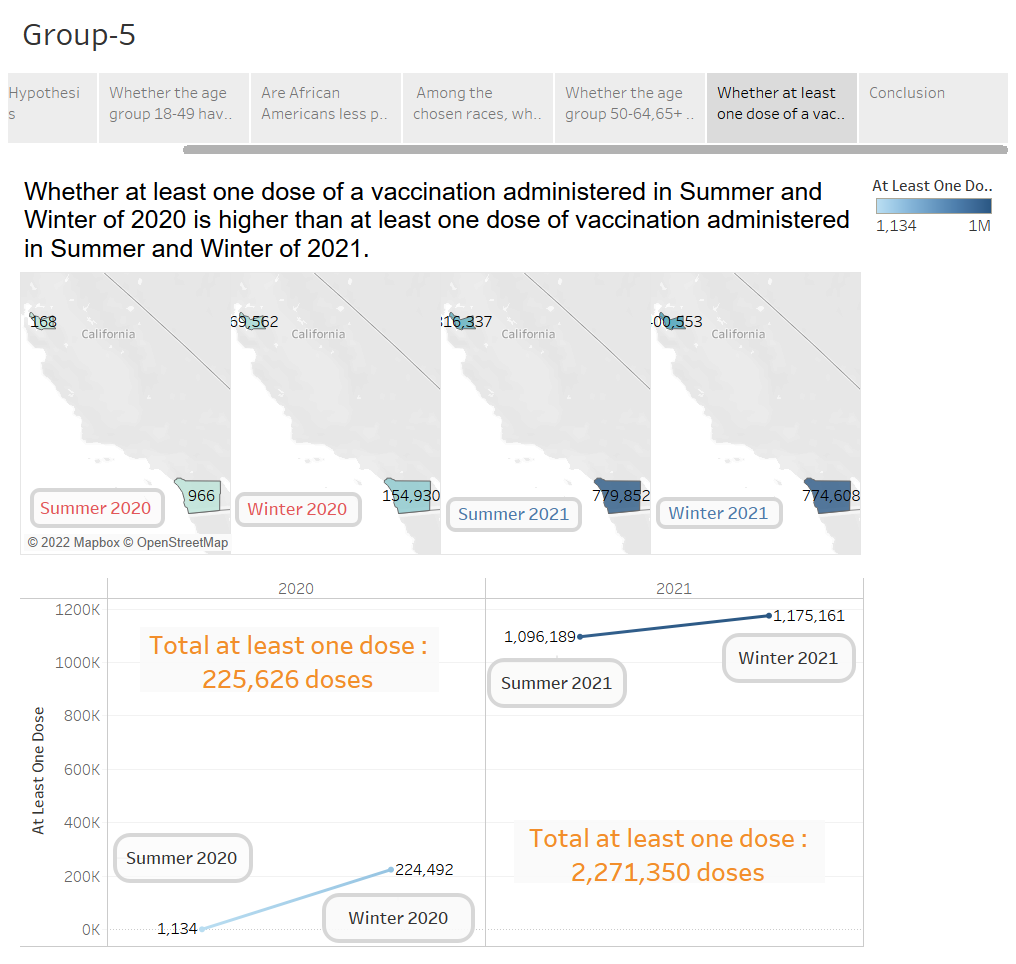 Group-5
Hypothesi
s
Whether the age
group 18-49 hav..
Are African
Americans less p..
Among the
chosen races, wh..
Whether the age
group 50-64,65+ ..
Whether at least
one dose of a vac..
Conclusion
Whether at least one dose of a vaccination administered in Summer and
Winter of 2020 is higher than at least one dose of vaccination administered
in Summer and Winter of 2021.
At Least One Do..
1,134 1M
168
California
966
Summer 2020
© 2022 Mapbox © OpenStreetMap
69,562
California
154,930
Winter 2020
16,337
California
779,852
Summer 2021
00,553
California
774,608
Winter 2021
2020 2021
At Least One Dose
1200K
1000K
800K
600K
400K
200K
0K
Total at least one dose :
225,626 doses
Summer 2020
1,134
224,492
Winter 2020
1,096,189
Summer 2021
1,175,161
Winter 2021
Total at least one dose :
2,271,350 doses